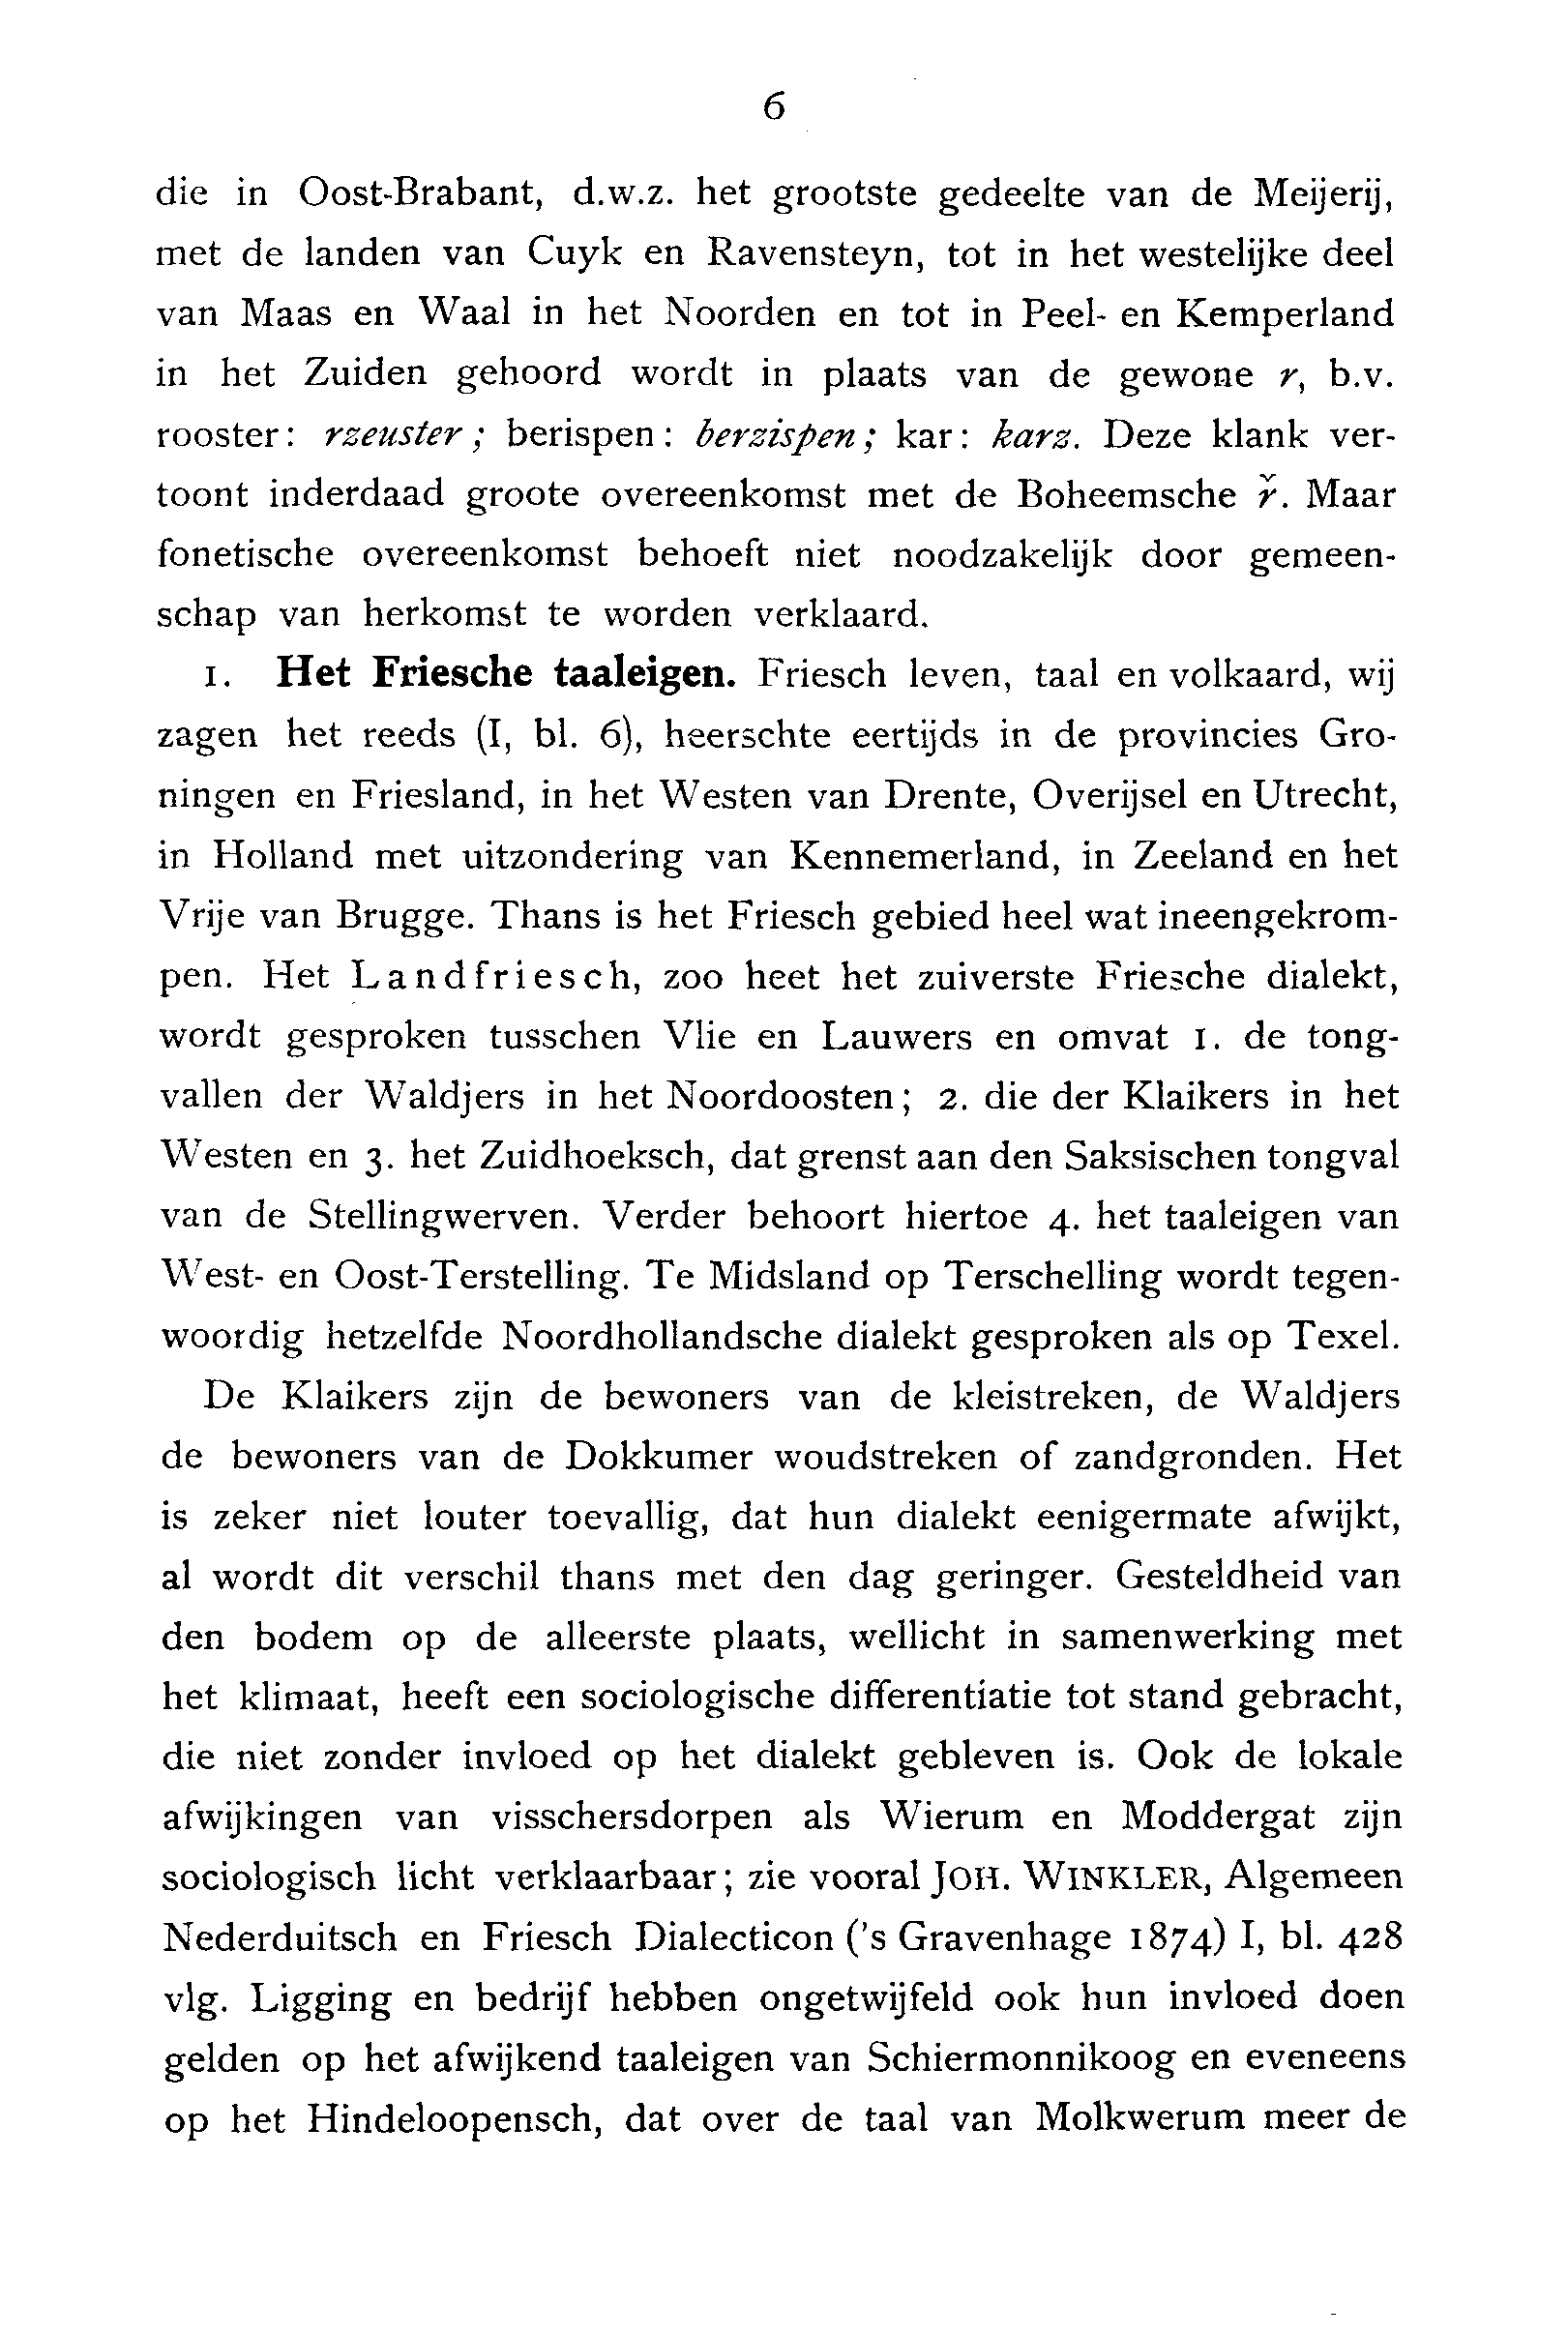 6
die in Oost-Brabant, d.w.z. het grootste gedeelte van de Meijerij,
met de landen van Cuyk en Ravensteyn, tot in het westelijke deel
van Maas en Waal in het Noorden en tot in Peel- en Kemperland
in het Zuiden gehoord wordt in plaats van de gewone r, b.v.
rooster: rzeuster; berispen: berzispen; kar: karz. Deze klank ver-
toont inderdaad groote overeenkomst met de Boheemsche ř. Maar
fonetische overeenkomst behoeft niet noodzakelijk door gemeen-
schap van herkomst te worden verklaard.
1. Het Friesche taaleigen. Friesch leven, taal en volkaard, wij
zagen het reeds (I, bl. 6), heerschte eertijds in de provincies Gro-
ningen en Friesland, in het Westen van Drente, Overijsel en Utrecht,
in Holland met uitzondering van Kennemerland, in Zeeland en het
Vrije van Brugge. Thans is het Friesch gebied heel wat ineengekrom-
pen. Het Landfriesch, zoo heet het zuiverste Friesche dialekt,
wordt gesproken tusschen Vlie en Lauwers en omvat 1. de tong-
vallen der Waldjers in het Noordoosten; 2. die der Klaikers in het
Westen en 3. het Zuidhoeksch, dat grenst aan den Saksischen tongval
van de Stellingwerven. Verder behoort hiertoe 4. het taaleigen van
West- en Oost-Terstelling. Te Midsland op Terschelling wordt tegen-
woordig hetzelfde Noordhollandsche dialekt gesproken als op Texel.
De Klaikers zijn de bewoners van de kleistreken, de Waldjers
de bewoners van de Dokkumer woudstreken of zandgronden. Het
is zeker niet louter toevallig, dat hun dialekt eenigermate afwijkt,
al wordt dit verschil thans met den dag geringer. Gesteldheid van
den bodem op de alleerste plaats, wellicht in samenwerking met
het klimaat, heeft een sociologische differentiatie tot stand gebracht,
die niet zonder invloed op het dialekt gebleven is. Ook de lokale
afwijkingen van visschersdorpen als Wierum en Moddergat zijn
sociologisch licht verklaarbaar; zie vooral JOH. WINKLER, Algemeen
Nederduitsch en Friesch Dialecticon ('s Gravenhage 1874) I, bl. 428
vlg. Ligging en bedrijf hebben ongetwijfeld ook hun invloed doen
gelden op het afwijkend taaleigen van Schiermonnikoog en eveneens
op het Hindeloopensch, dat over de taal van Molkwerum meer de